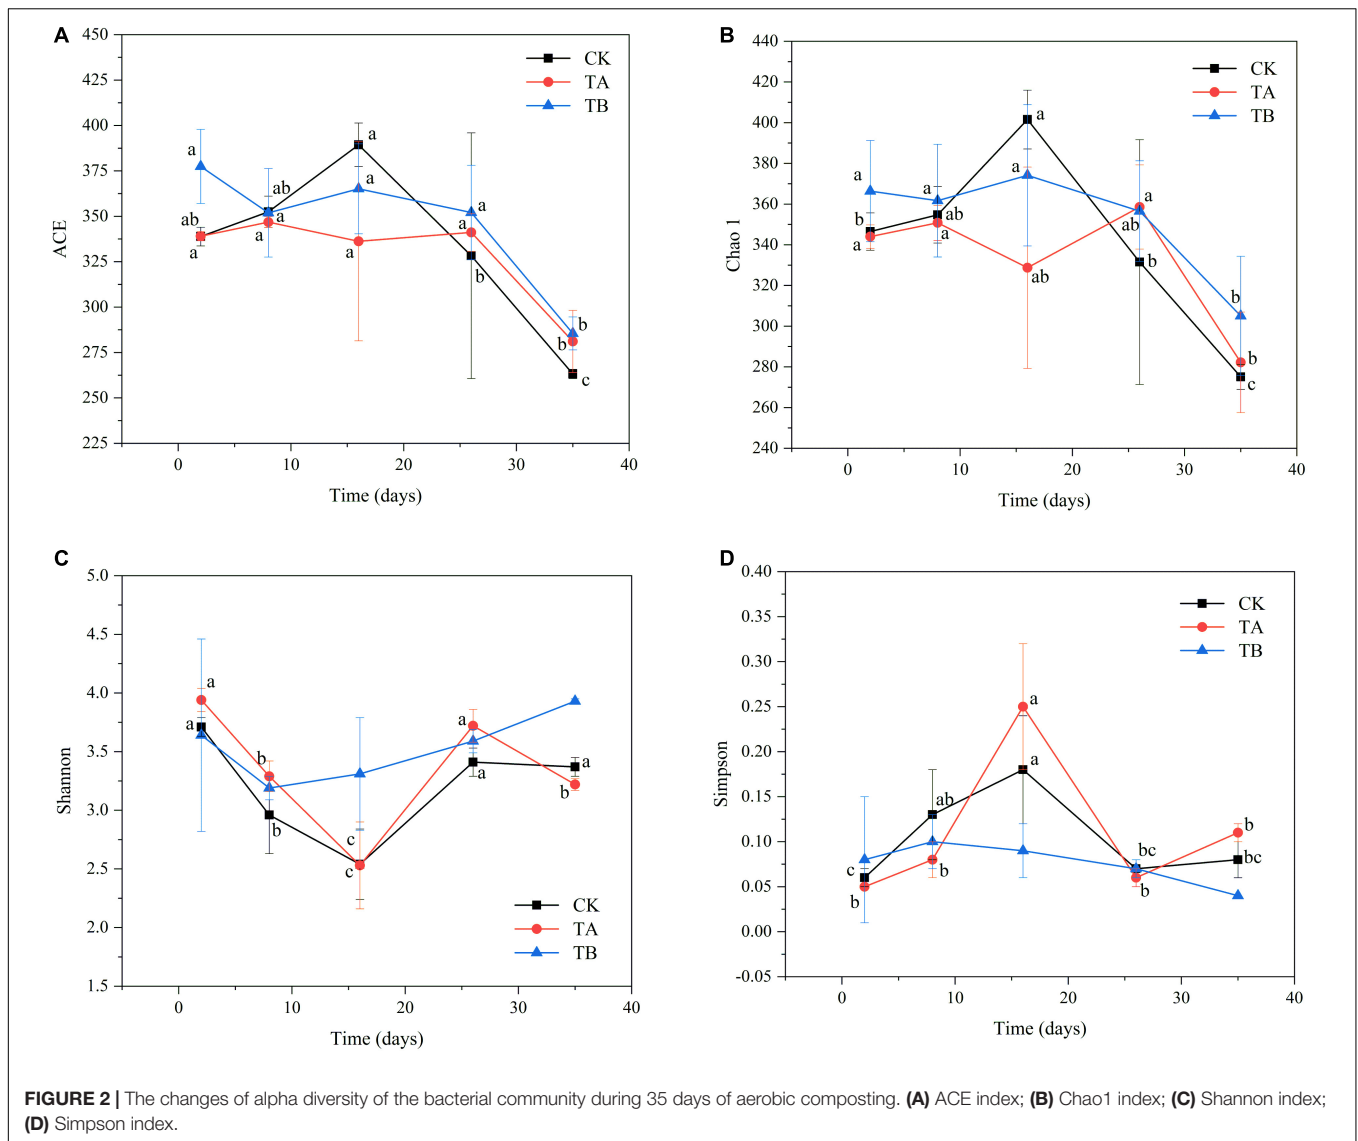 A
450
425
400
375
350
325
300
275
250
225
ACE
0 10 20 30 40
Time (days)
CK
TA
TB
a
ab
a
ab
a
a
a
a
a
a
a
b
b
b
c
B
440
420
400
380
360
340
320
300
280
260
240
Chao 1
0 10 20 30 40
Time (days)
CK
TA
TB
a
b
a
a
ab
a
a
a
ab
a
ab
b
b
b
c
C
5.0
4.5
4.0
3.5
3.0
2.5
2.0
1.5
Shannon
0 10 20 30 40
Time (days)
CK
TA
TB
a
a
b
b
c
c
a
a
a
b
D
0.40
0.35
0.30
0.25
0.20
0.15
0.10
0.05
0.00
-0.05
Simpson
0 10 20 30 40
Time (days)
CK
TA
TB
c
b
ab
b
a
a
bc
b
b
bc
FIGURE 2 | The changes of alpha diversity of the bacterial community during 35 days of aerobic composting. (A) ACE index; (B) Chao1 index; (C) Shannon index;
(D) Simpson index.